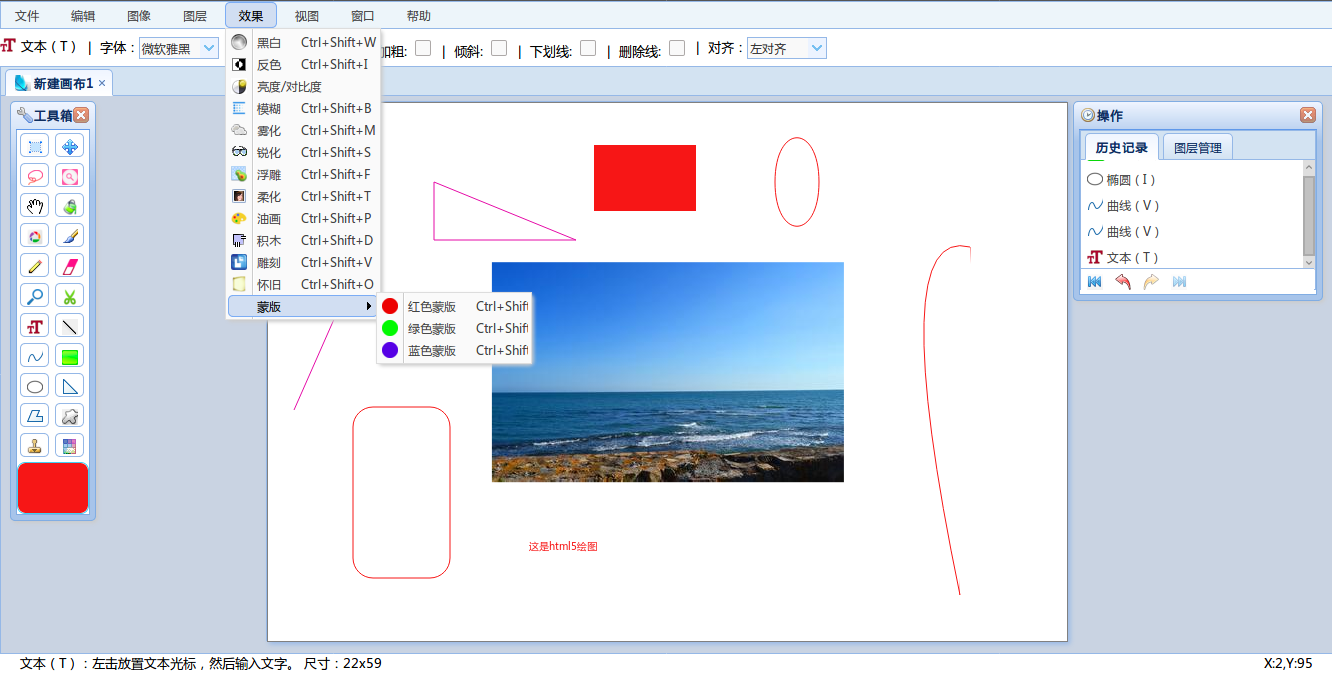 文件 编辑 图像 图层 效果 视图 窗口 帮助
文本（T） | 字体： 微软雅黑 加粗: | 倾斜: | 下划线: | 删除线: | 对齐： 左对齐
新建画布1 ×
工具箱
黑白 Ctrl+Shift+W
反色 Ctrl+Shift+I
亮度/对比度
模糊 Ctrl+Shift+B
雾化 Ctrl+Shift+M
锐化 Ctrl+Shift+S
浮雕 Ctrl+Shift+F
柔化 Ctrl+Shift+T
油画 Ctrl+Shift+P
积木 Ctrl+Shift+D
雕刻 Ctrl+Shift+V
怀旧 Ctrl+Shift+O
蒙版
红色蒙版 Ctrl+Shift
绿色蒙版 Ctrl+Shift
蓝色蒙版 Ctrl+Shift
这是html5绘图
操作
历史记录 图层管理
椭圆（I）
曲线（V）
曲线（V）
文本（T）
文本（T）：左击放置文本光标，然后输入文字。 尺寸：22x59
X:2,Y:95